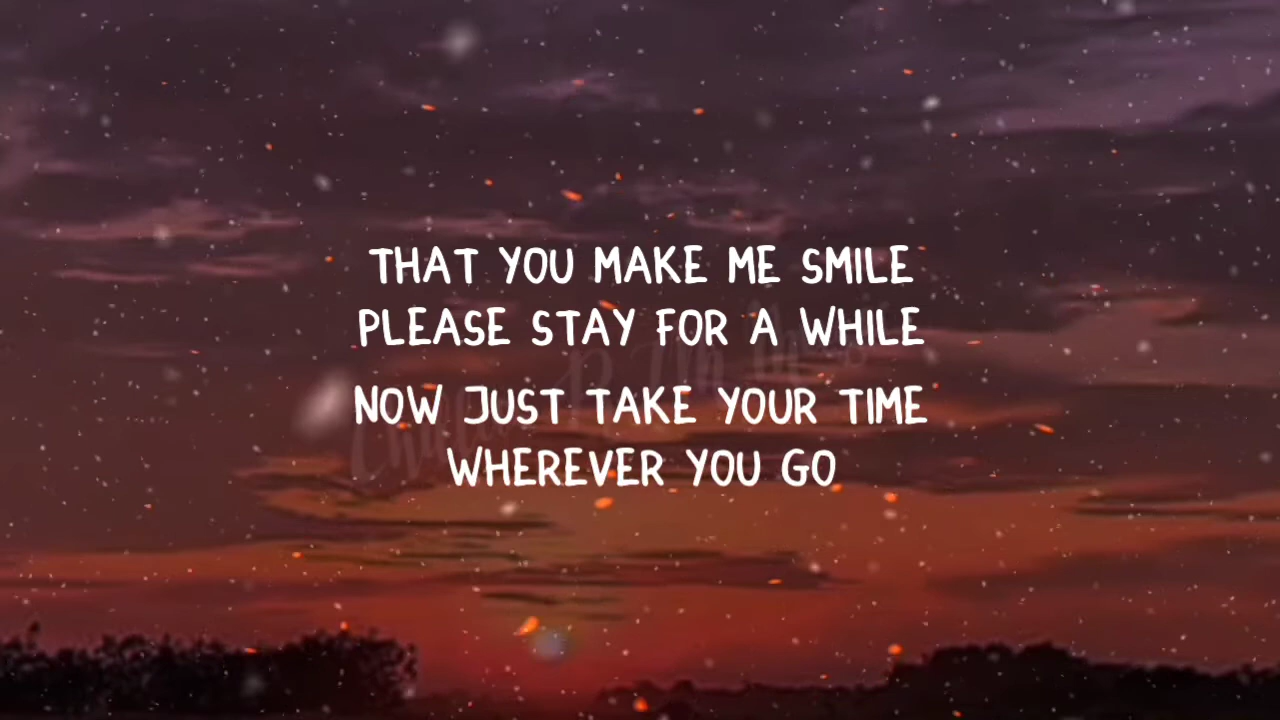 THAT YOU MAKE ME SMILE
PLEASE STAY FOR A WHILE
NOW JUST TAKE YOUR TIME
WHEREVER YOU GO